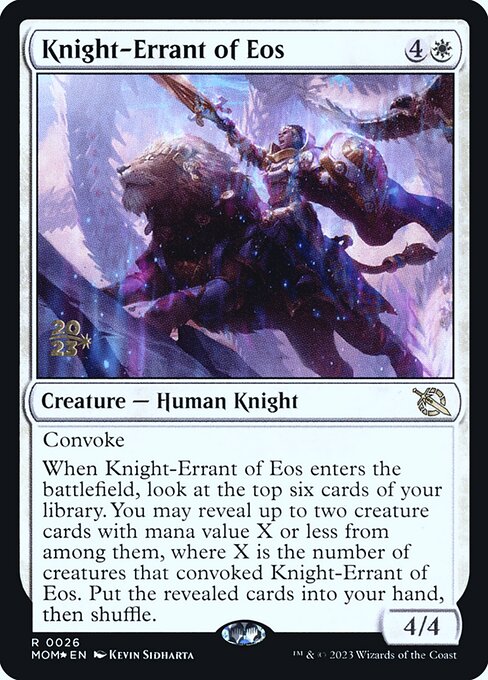 Knight-Errant of Eos 4
20
23
Creature — Human Knight
Convoke
When Knight-Errant of Eos enters the
battlefield, look at the top six cards of your
library. You may reveal up to two creature
cards with mana value X or less from
among them, where X is the number of
creatures that convoked Knight-Errant of
Eos. Put the revealed cards into your hand,
then shuffle.
4/4
R 0026
MOM★EN Kevin Sidharta
™ & © 2023 Wizards of the Coast